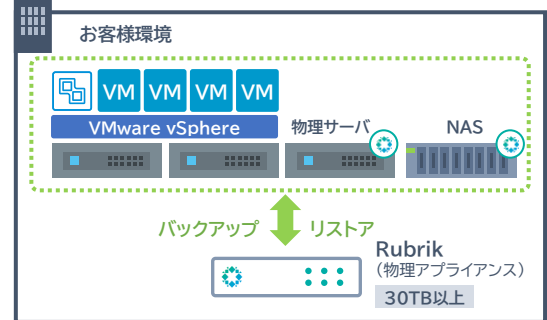 お客様環境
VM VM VM VM
VMware vSphere
物理サーバ
NAS
バックアップ リストア
Rubrik
（物理アプライアンス）
30TB以上